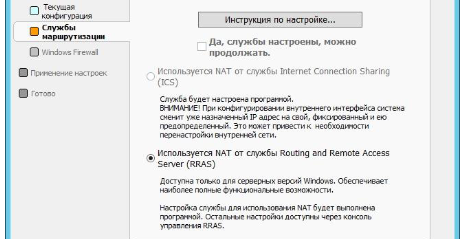 Текущая
конфигурация
Службы
маршрутизации
Windows Firewall
Применение настроек
Готово
Инструкция по настройке...
Да, службы настроены, можно
продолжать.
Используется NAT от службы Internet Connection Sharing
(ICS)
Служба будет настроена программой.
ВНИМАНИЕ! При конфигурировании внутреннего интерфейса система
сменит уже назначенный IP адрес на свой, фиксированный и ею
предопределенный. Это может привести к необходимости
перенастройки внутренней сети.
Используется NAT от службы Routing and Remote Access
Server (RRAS)
Доступна только для серверных версий Windows. Обеспечивает
наиболее полные функциональные возможности.
Настройка службы для использования NAT будет выполнена
программой. Остальные настройки доступны через консоль
управления RRAS.